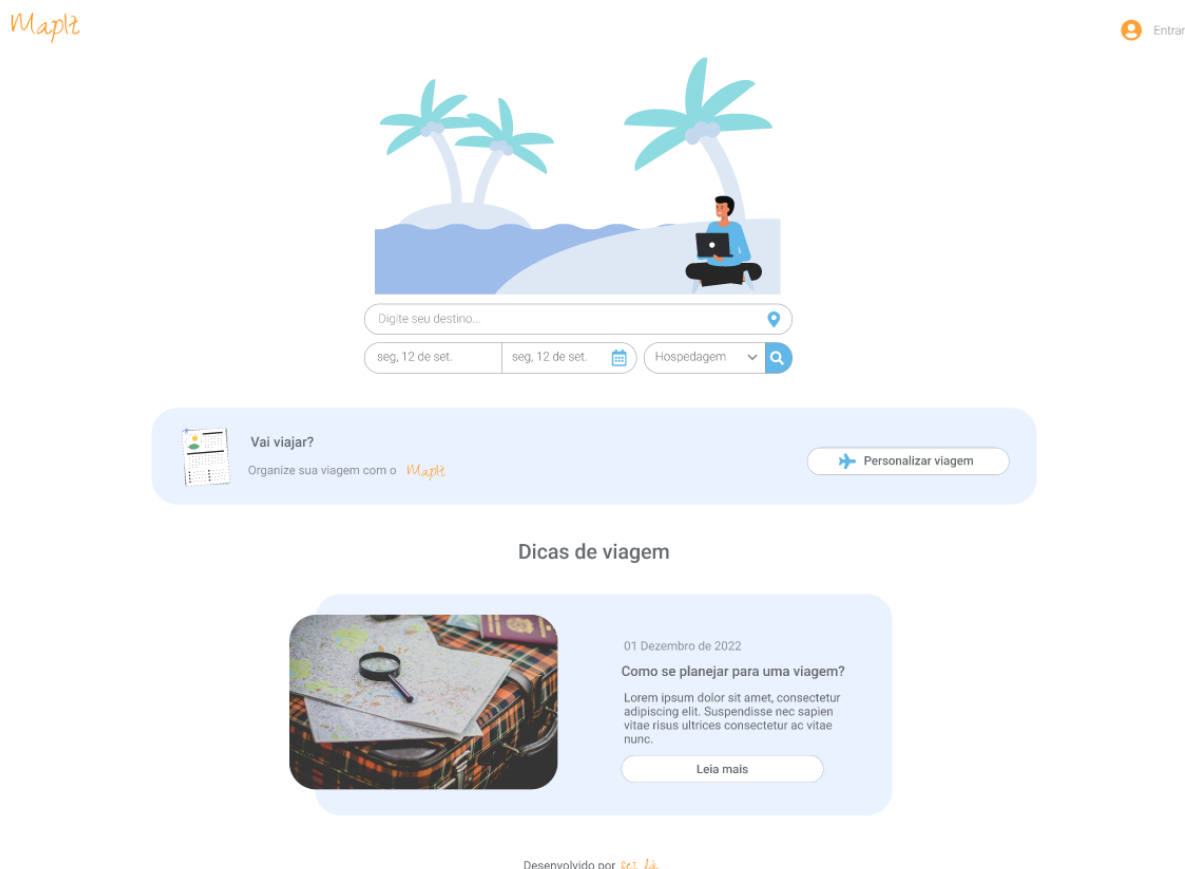 MapIt
Entrar
Digite seu destino...
seg, 12 de set.
seg, 12 de set.
Hospedagem
Vai viajar?
Organize sua viagem com o MapIt
Personalizar viagem
Dicas de viagem
01 Dezembro de 2022
Como se planejar para uma viagem?
Lorem ipsum dolor sit amet, consectetur
adipiscing elit. Suspendisse nec sapien
vitae risus ultrices consectetur ac vitae
nunc.
Leia mais
Desenvolvido por